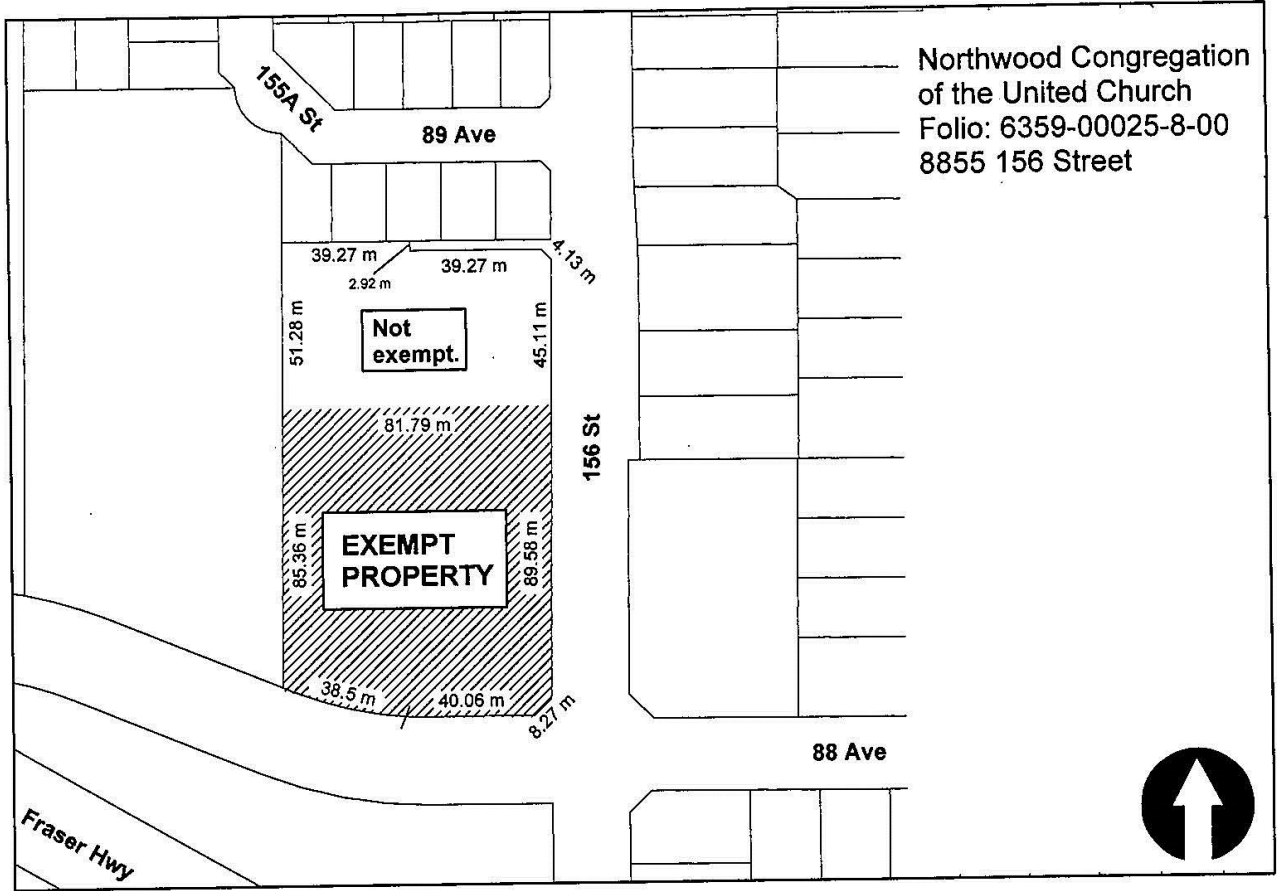 Northwood Congregation
of the United Church
Folio: 6359-00025-8-00
8855 156 Street
155A St
89 Ave
39.27 m
39.27 m
4.13 m
2.92 m
51.28 m
Not
exempt.
45.11 m
81.79 m
156 St
85.36 m
EXEMPT
PROPERTY
89.58 m
38.5 m
40.06 m
8.27 m
88 Ave
Fraser Hwy